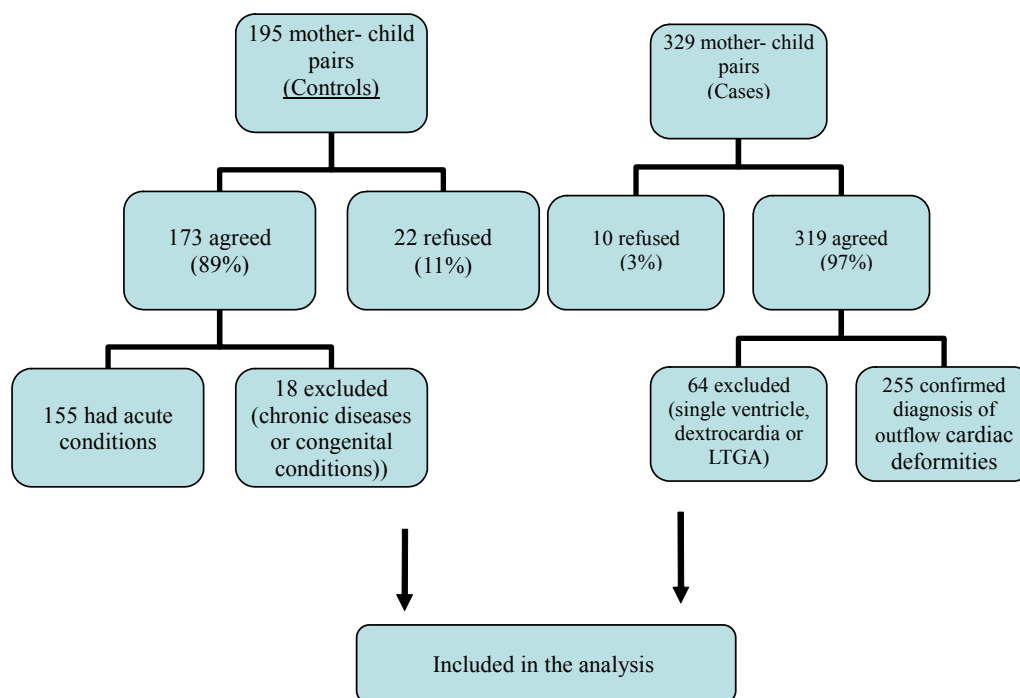 195 mother- child
pairs
(Controls)
329 mother- child
pairs
(Cases)
173 agreed
(89%)
22 refused
(11%)
10 refused
(3%)
319 agreed
(97%)
155 had acute
conditions
18 excluded
(chronic diseases
or congenital
conditions))
64 excluded
(single ventricle,
dextrocardia or
LTGA)
255 confirmed
diagnosis of
outflow cardiac
deformities
Included in the analysis